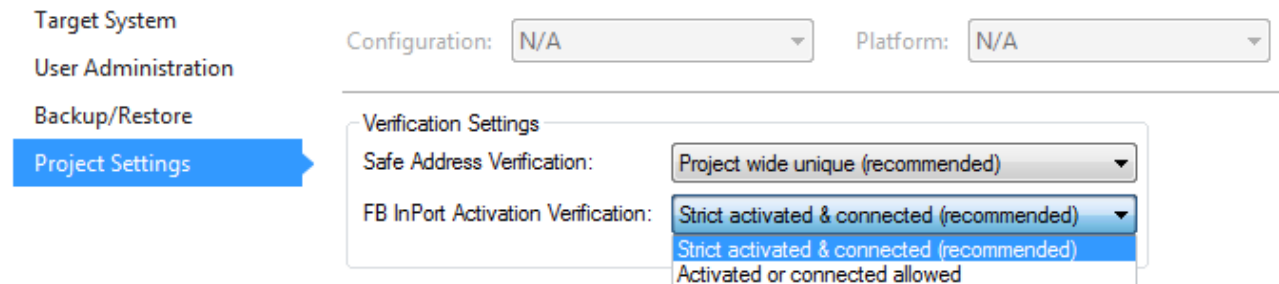 Target System
User Administration
Backup/Restore
Project Settings
Configuration: N/A Platform: N/A
Verification Settings
Safe Address Verification: Project wide unique (recommended)
FB InPort Activation Verification: Strict activated & connected (recommended)
Strict activated & connected (recommended)
Activated or connected allowed